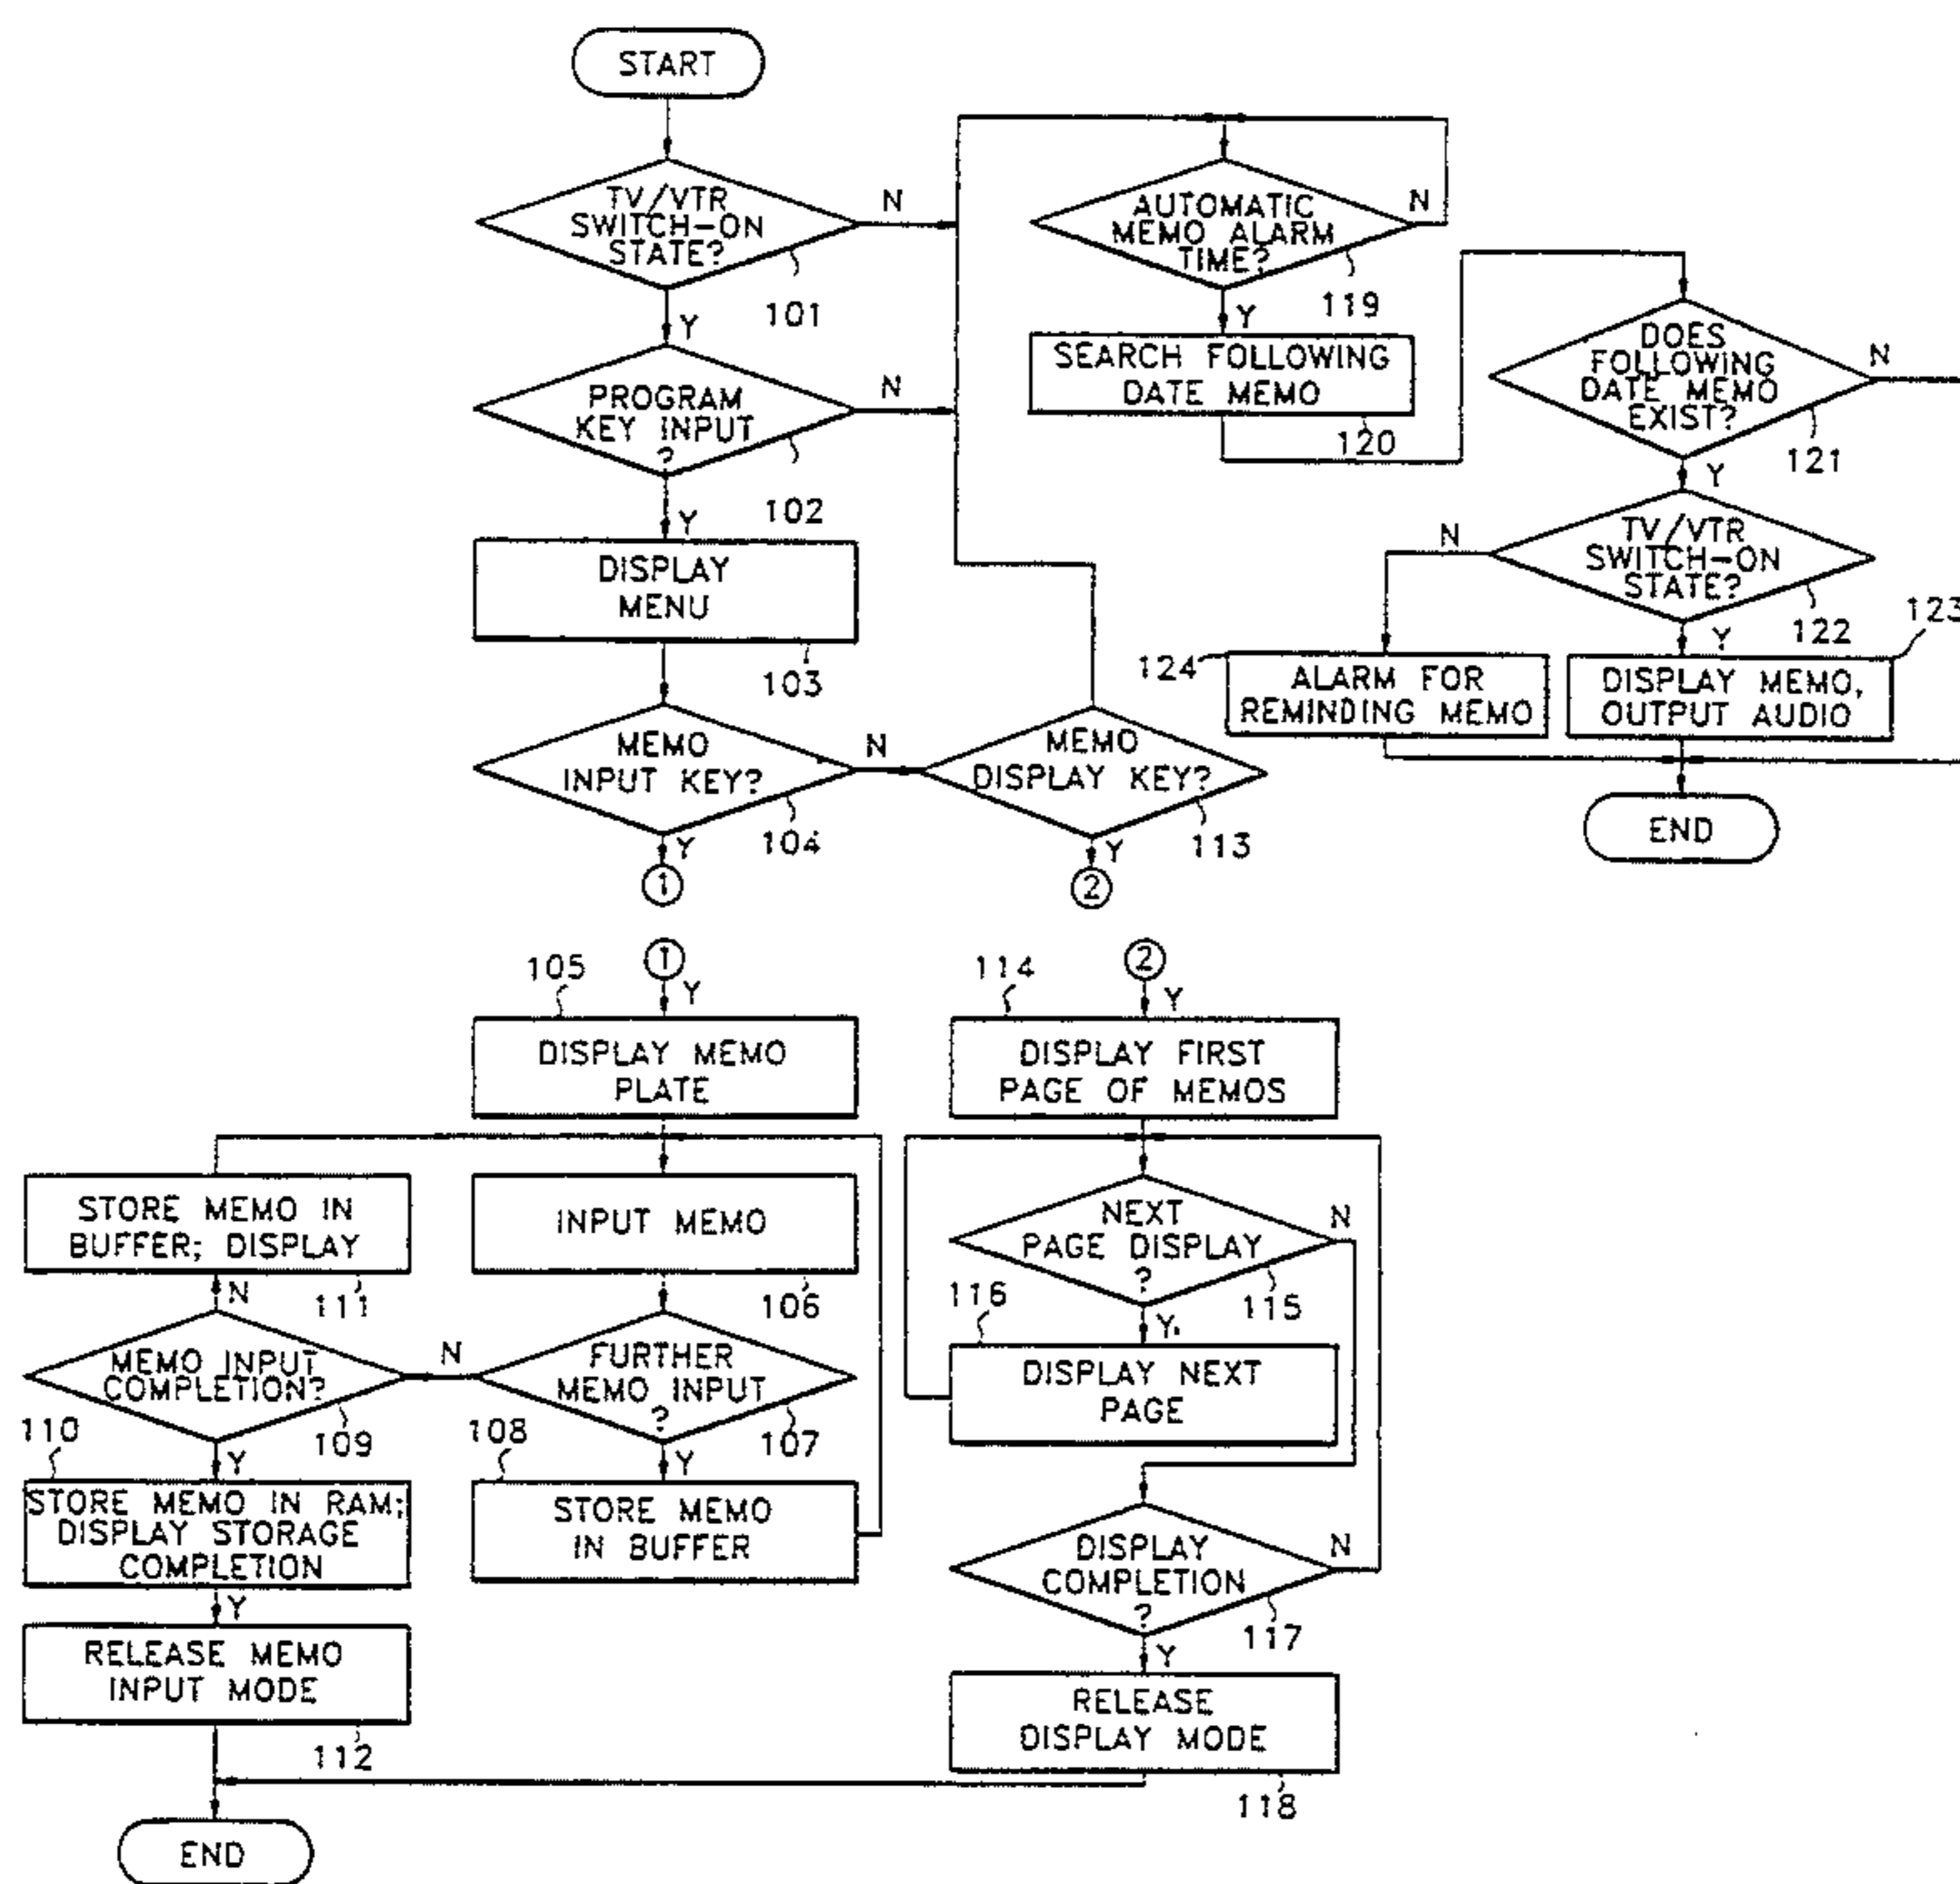 START
TV/VTR
SWITCH-ON
STATE?
N
101
Y
PROGRAM
KEY INPUT
?
N
102
Y
DISPLAY
MENU
103
MEMO
INPUT KEY?
N
104
Y
1
MEMO
DISPLAY KEY?
113
Y
2
AUTOMATIC
MEMO ALARM
TIME?
N
119
Y
SEARCH FOLLOWING
DATE MEMO
120
DOES
FOLLOWING
DATE MEMO
EXIST?
N
121
Y
TV/VTR
SWITCH-ON
STATE?
N
122
Y
123
124
ALARM FOR
REMINDING MEMO
DISPLAY MEMO,
OUTPUT AUDIO
END
1
Y
105
DISPLAY MEMO
PLATE
INPUT MEMO
106
FURTHER
MEMO INPUT
?
N
107
Y
108
STORE MEMO
IN BUFFER
STORE MEMO IN
BUFFER; DISPLAY
111
N
MEMO INPUT
COMPLETION?
109
Y
110
STORE MEMO IN RAM;
DISPLAY STORAGE
COMPLETION
Y
RELEASE MEMO
INPUT MODE
112
END
2
Y
114
DISPLAY FIRST
PAGE OF MEMOS
NEXT
PAGE DISPLAY
?
N
115
Y
116
DISPLAY NEXT
PAGE
DISPLAY
COMPLETION
?
N
117
Y
RELEASE
DISPLAY MODE
118